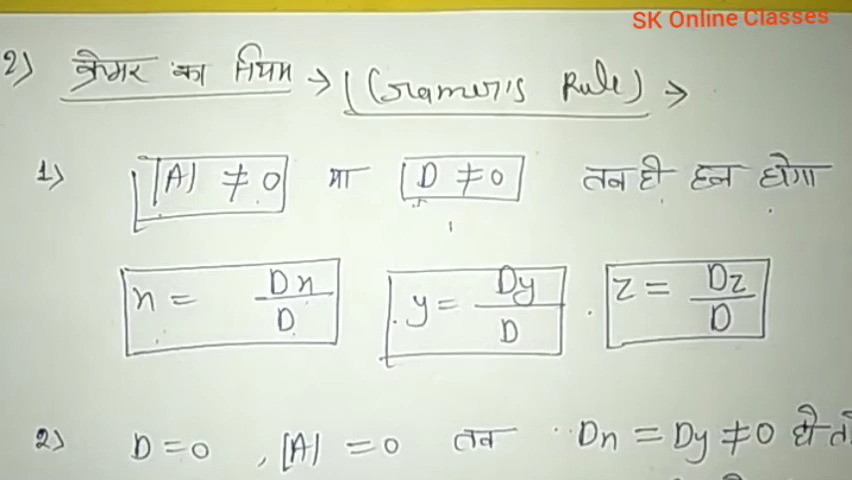 SK Online Classes
2) क्रेमर का नियम → (Cramer's Rule) →
1) |A| ≠ 0 या D ≠ 0 तब ही हल होगा
x = Dx/D y = Dy/D z = Dz/D
2) D = 0 , |A| = 0 तब Dx = Dy ≠ 0 हो तो